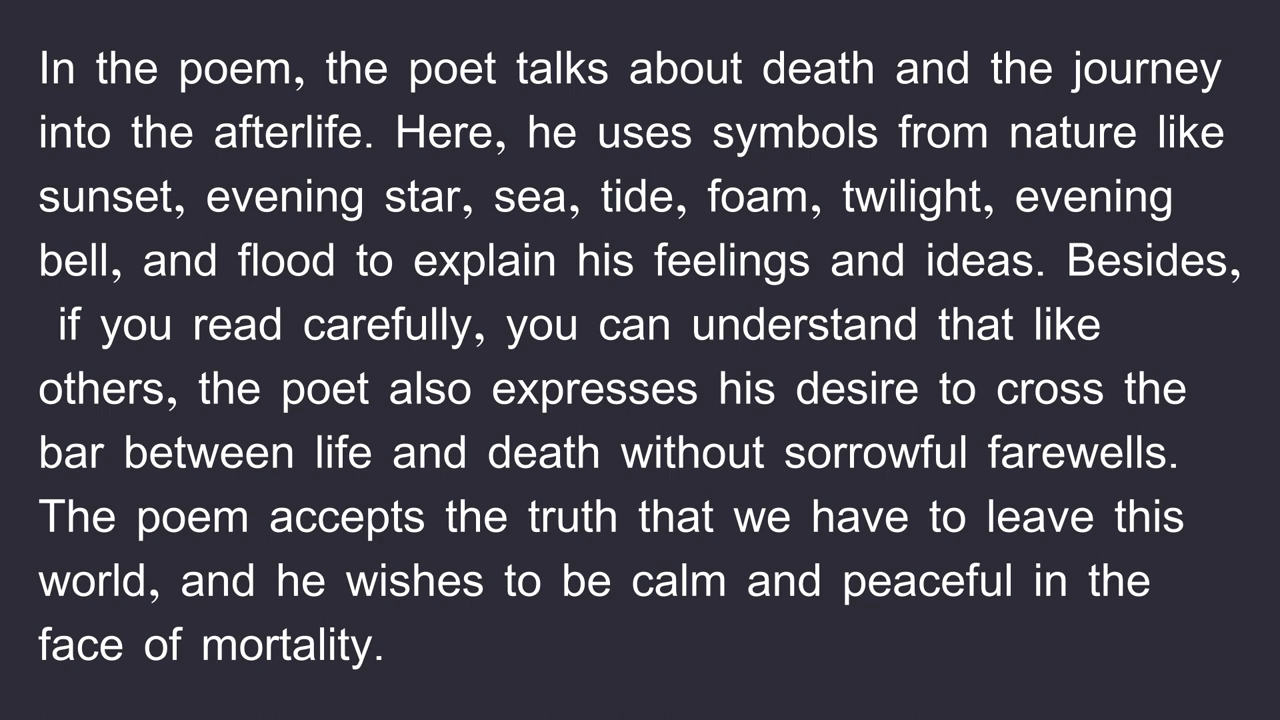 In the poem, the poet talks about death and the journey
into the afterlife. Here, he uses symbols from nature like
sunset, evening star, sea, tide, foam, twilight, evening
bell, and flood to explain his feelings and ideas. Besides,
if you read carefully, you can understand that like
others, the poet also expresses his desire to cross the
bar between life and death without sorrowful farewells.
The poem accepts the truth that we have to leave this
world, and he wishes to be calm and peaceful in the
face of mortality.